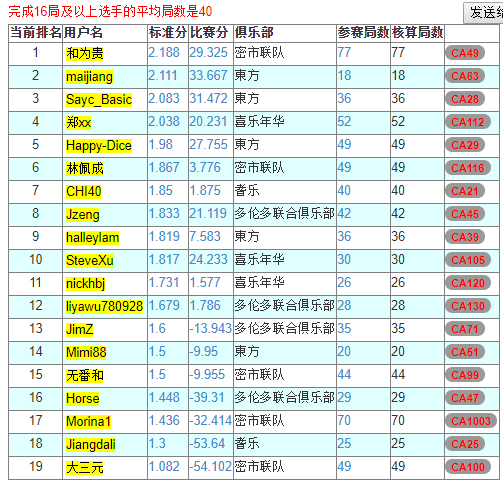 完成16局及以上选手的平均局数是40
发送给
当前排名 用户名 标准分 比赛分 俱乐部 参赛局数 核算局数
1 和为贵 2.188 29.325 密市联队 77 77 CA49
2 maijiang 2.111 33.667 東方 18 18 CA63
3 Sayc_Basic 2.083 31.472 東方 36 36 CA28
4 郑xx 2.038 20.231 喜乐年华 52 52 CA112
5 Happy-Dice 1.98 27.755 東方 49 49 CA29
6 林佩成 1.867 3.776 密市联队 49 49 CA116
7 CHI40 1.85 1.875 耆乐 40 40 CA21
8 Jzeng 1.833 21.119 多伦多联合俱乐部 42 42 CA45
9 halleylam 1.819 7.583 東方 36 36 CA39
10 SteveXu 1.817 24.233 喜乐年华 30 30 CA105
11 nickhbj 1.731 1.577 喜乐年华 26 26 CA120
12 liyawu780928 1.679 1.786 多伦多联合俱乐部 28 28 CA130
13 JimZ 1.6 -13.943 多伦多联合俱乐部 35 35 CA71
14 Mimi88 1.5 -9.95 東方 20 20 CA51
15 无番和 1.5 -9.955 密市联队 44 44 CA99
16 Horse 1.448 -39.31 多伦多联合俱乐部 29 29 CA47
17 Morina1 1.436 -32.414 密市联队 70 70 CA1003
18 Jiangdali 1.3 -53.64 耆乐 25 25 CA25
19 大三元 1.082 -54.102 密市联队 49 49 CA100